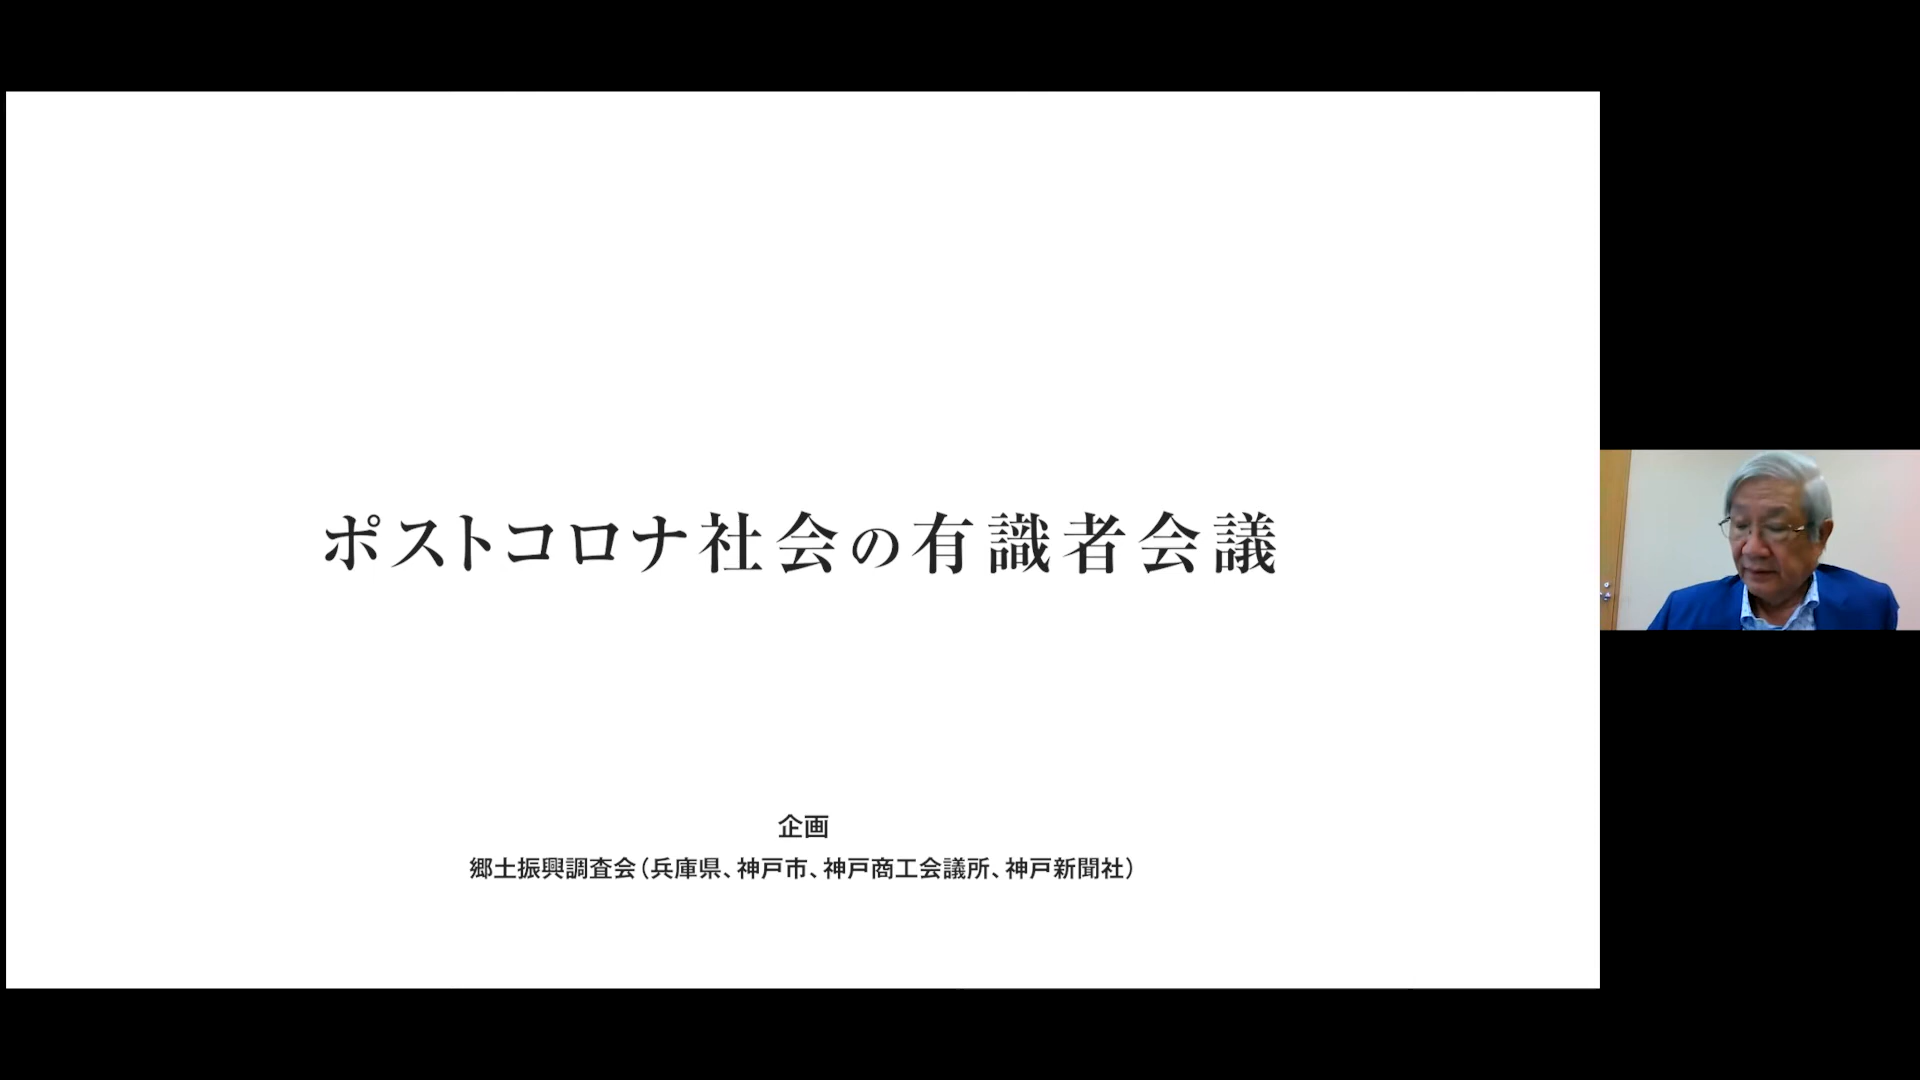 ポストコロナ社会の有識者会議
企画
郷土振興調査会（兵庫県、神戸市、神戸商工会議所、神戸新聞社）